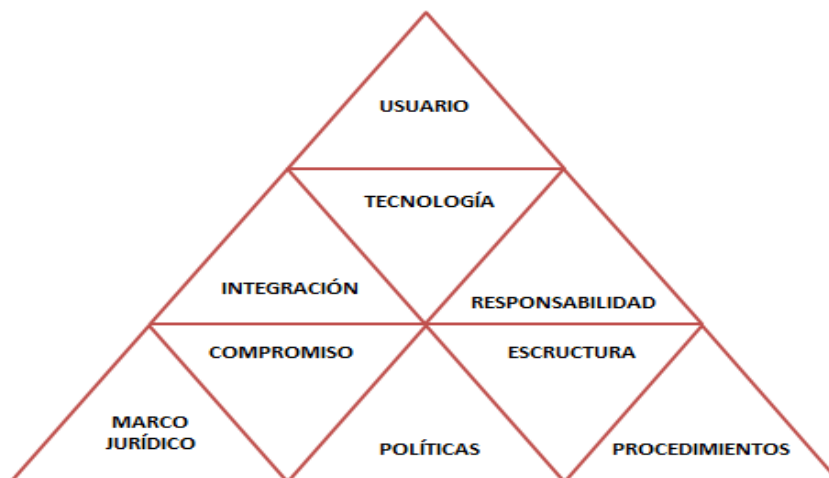 USUARIO
TECNOLOGÍA
INTEGRACIÓN
RESPONSABILIDAD
COMPROMISO
ESCRUCTURA
MARCO
JURÍDICO
POLÍTICAS
PROCEDIMIENTOS